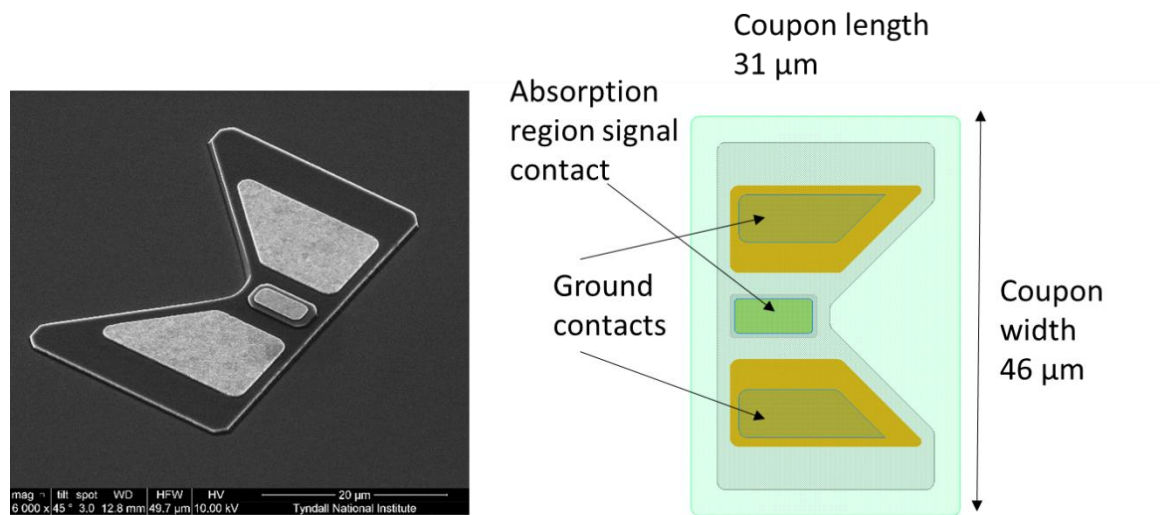 Coupon length
31 µm
Absorption
region signal
contact
Ground
contacts
Coupon
width
46 µm
mag tilt spot WD HFW HV 20 µm
6 000 x 45 ° 3.0 12.8 mm 49.7 µm 10.00 kV Tyndall National Institute